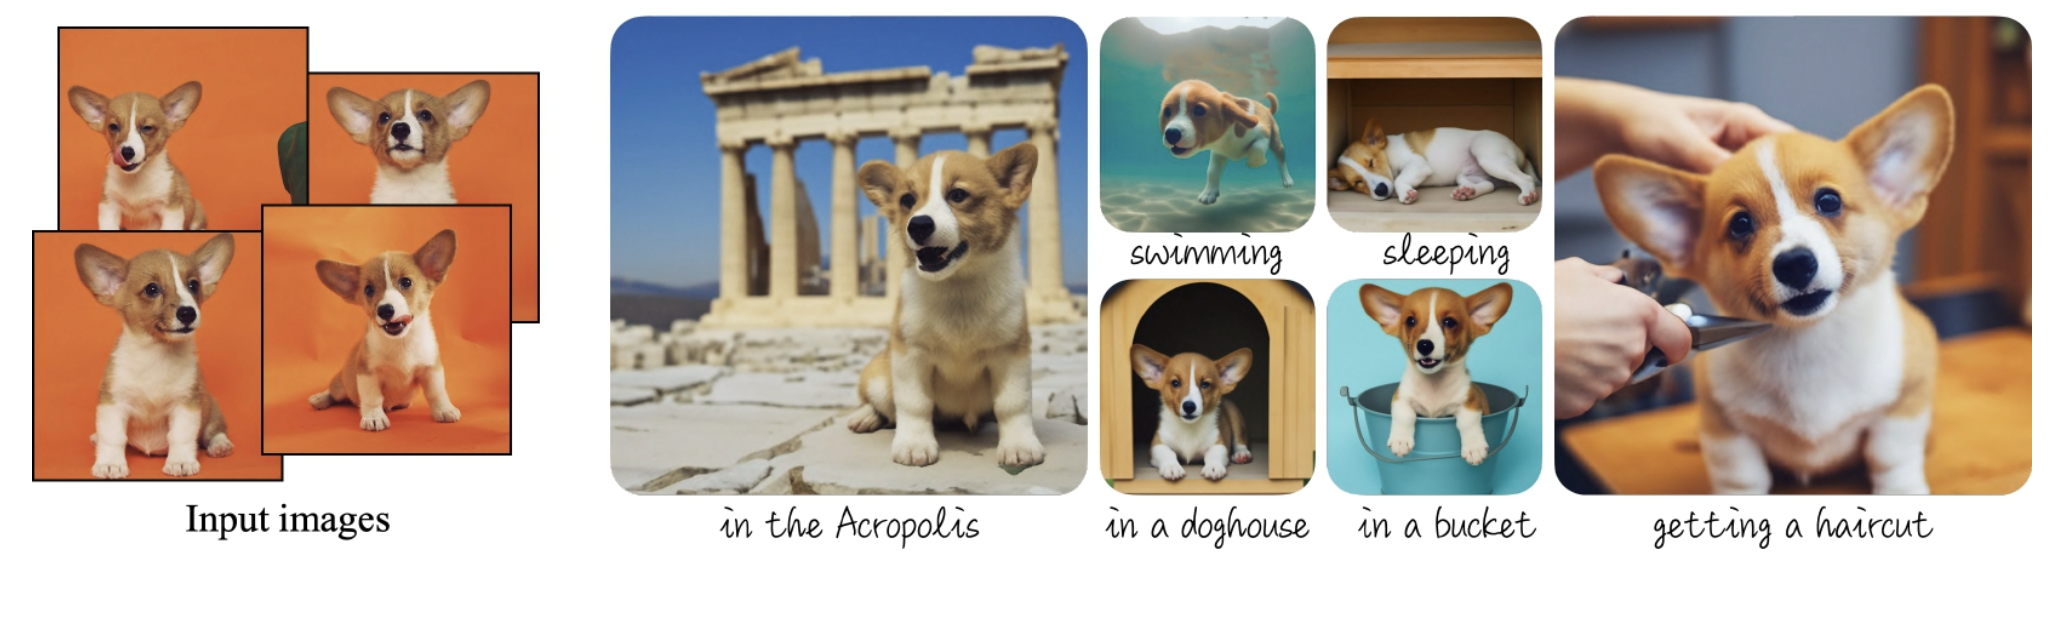 Input images
in the Acropolis
swimming
sleeping
in a doghouse
in a bucket
getting a haircut